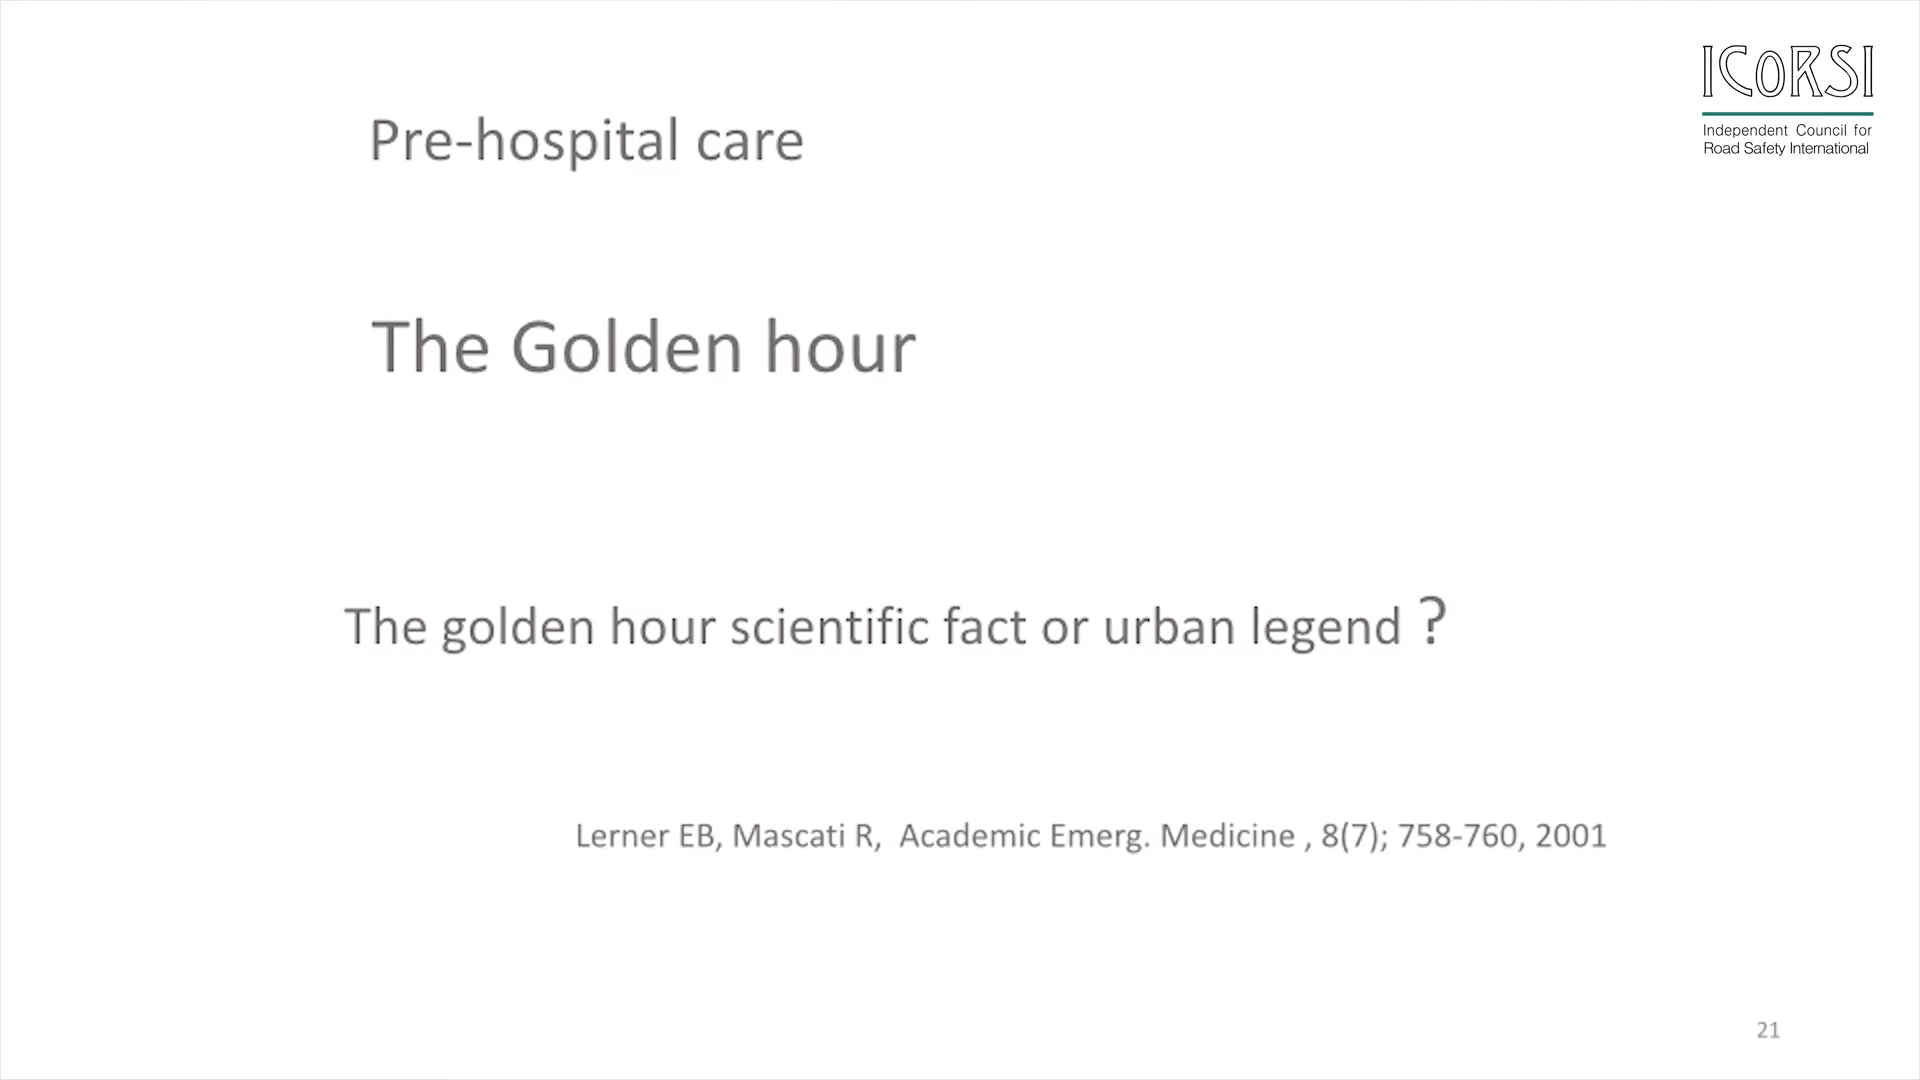 ICoRSI
Independent Council for
Road Safety International
Pre-hospital care
The Golden hour
The golden hour scientific fact or urban legend ?
Lerner EB, Mascati R,  Academic Emerg. Medicine , 8(7); 758-760, 2001
21